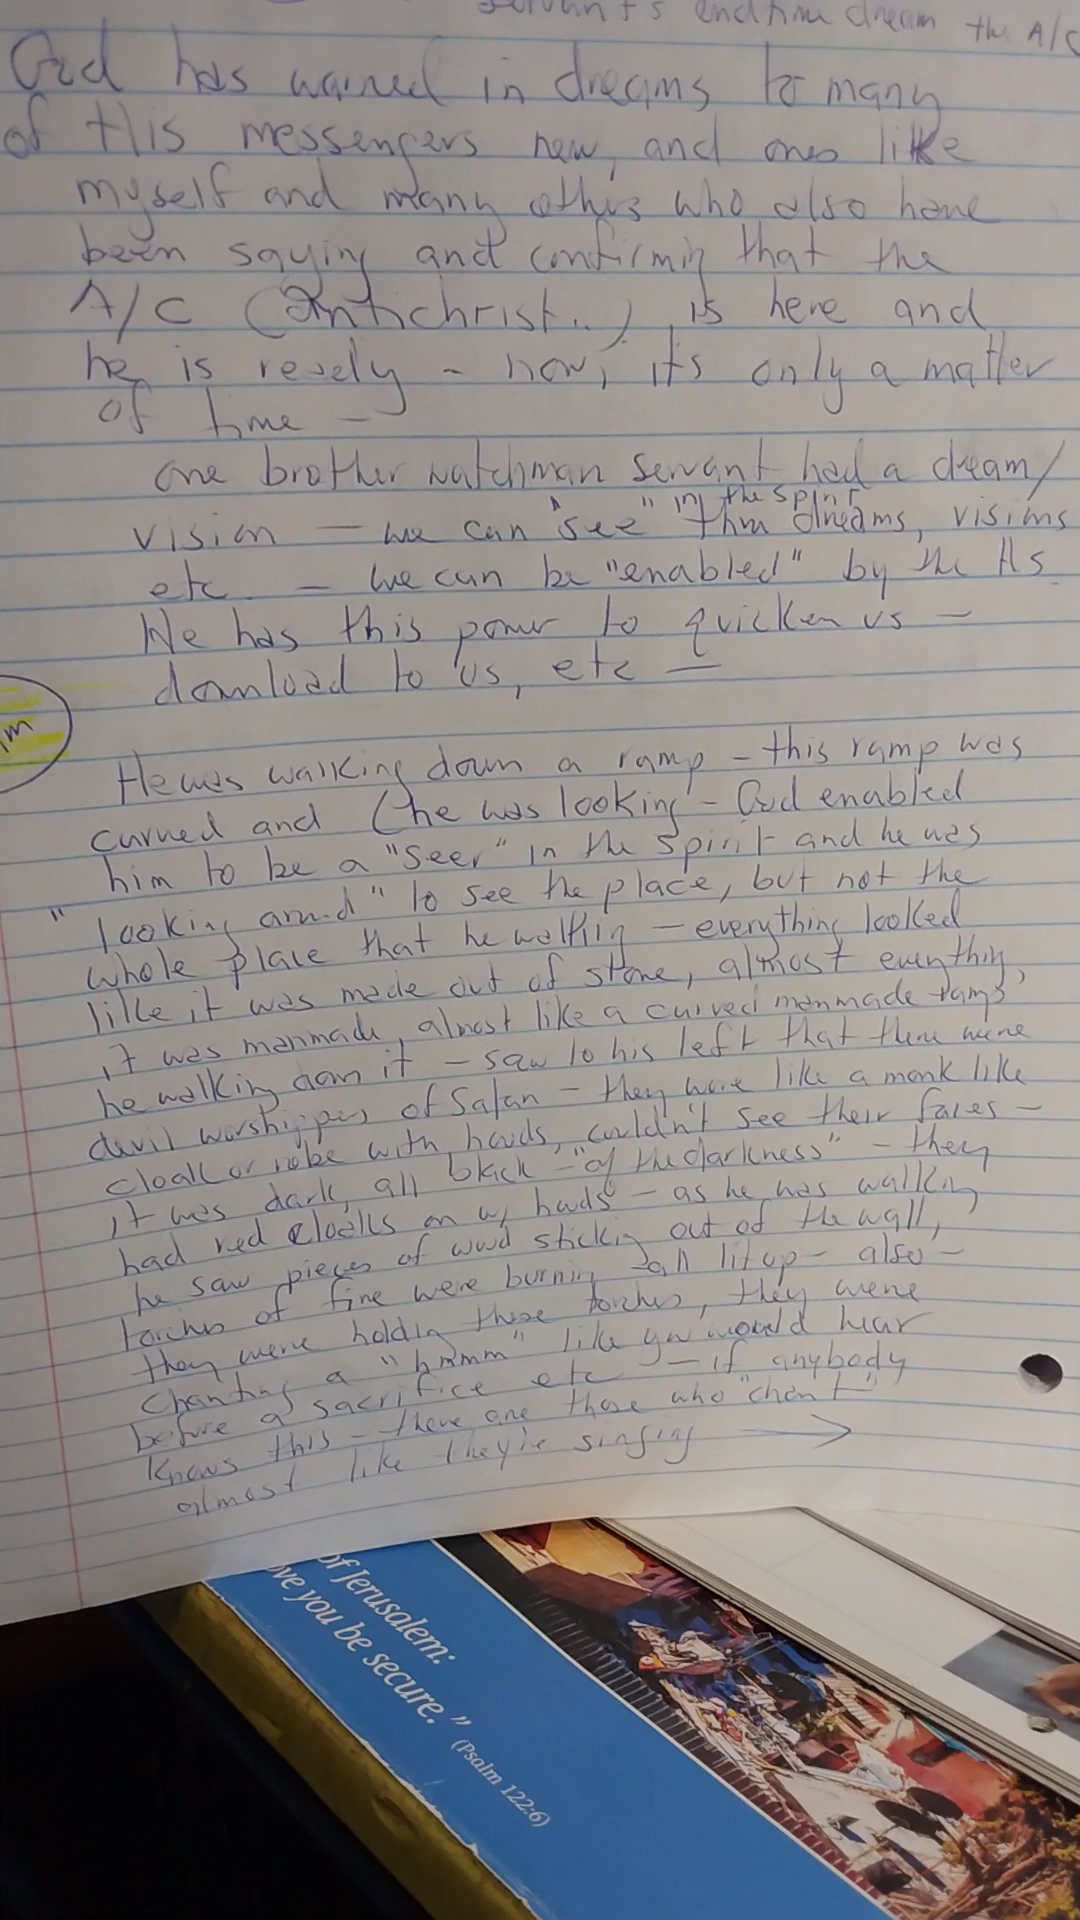 servant's endtime dream the A/C
God has warned in dreams to many
of His messengers new, and ones like
myself and many others who also have
been saying and confirmig that the
A/C (Antichrist..) is here and
he is ready - now, it's only a matter
of time -
one brother watchman servant had a dream/
vision - we can "see" "in the spirit" thru dreams, visions
etc. - we can be "enabled" by the HS
He has this power to quicken us -
download to us, etc -
He was walking down a ramp - this ramp was
curved and (he was looking - God enabled
him to be a "seer" in the spirit and he was
"looking around" to see the place, but not the
whole place that he walkig - everything looked
like it was made out of stone, almost everything,
it was manmade, almost like a curved manmade ramp
he walking down it - saw to his left that there were
devil worshippers of Satan - they wore like a monk like
cloak or robe with hoods, couldn't see their faces -
it was dark, all black - "of the darkness" - they
had red cloaks on w/ hoods - as he was walking
he saw pieces of wood stickig out of the wall,
torches of fire were burning all lit up - also -
they were holdig these torches, they were
chanting a "hmmm" like you would hear
before a sacrifice etc - if anybody
knows this - there are those who "chant"
almost like they're singing →
m
of Jerusalem:
ove you be secure."
(Psalm 122:6)